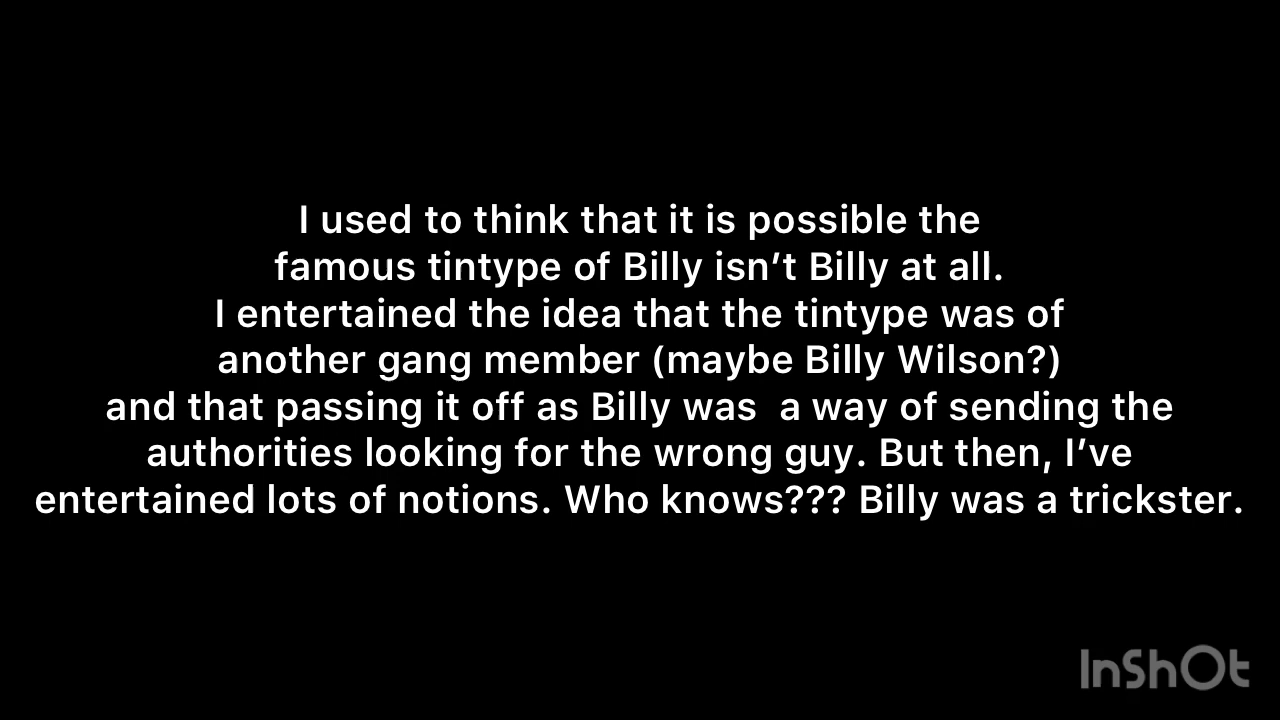 I used to think that it is possible the
famous tintype of Billy isn’t Billy at all.
I entertained the idea that the tintype was of
another gang member (maybe Billy Wilson?)
and that passing it off as Billy was  a way of sending the
authorities looking for the wrong guy. But then, I’ve
entertained lots of notions. Who knows??? Billy was a trickster.
InShOt